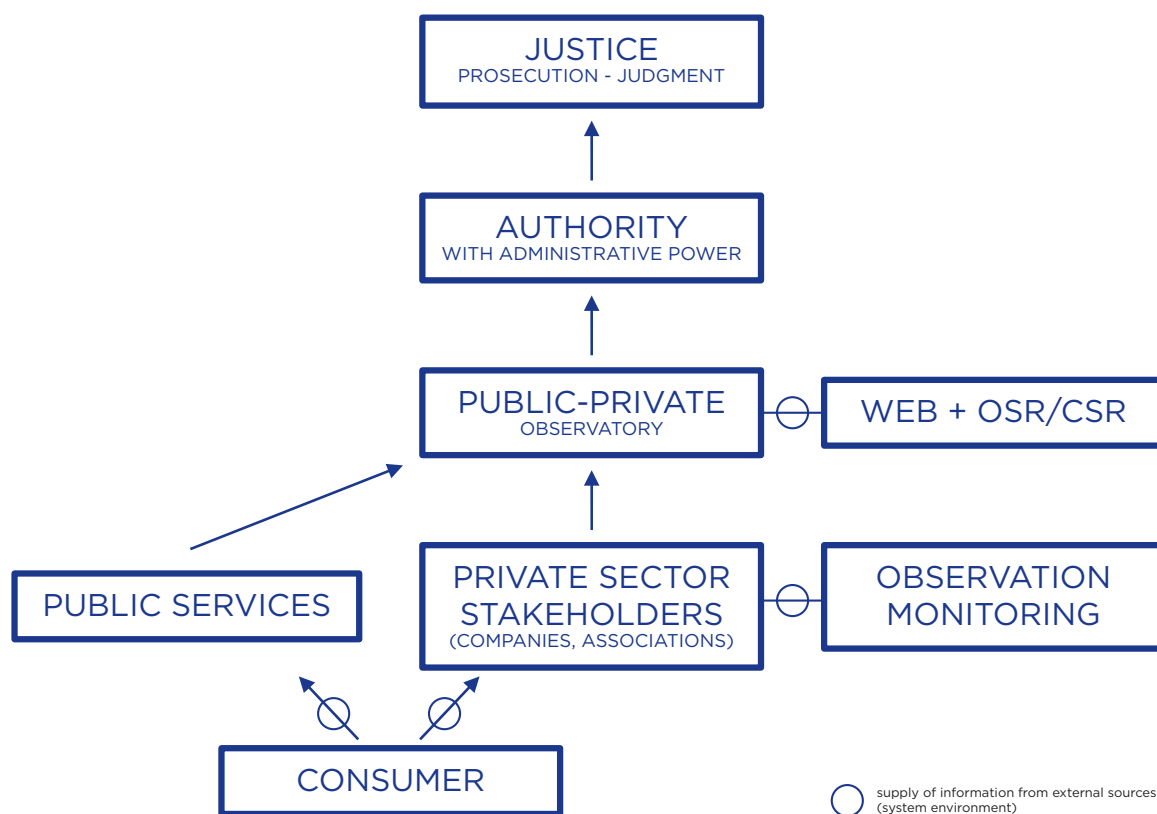 JUSTICE
PROSECUTION - JUDGMENT
AUTHORITY
WITH ADMINISTRATIVE POWER
PUBLIC-PRIVATE
OBSERVATORY
WEB + OSR/CSR
PUBLIC SERVICES
PRIVATE SECTOR
STAKEHOLDERS
(COMPANIES, ASSOCIATIONS)
OBSERVATION
MONITORING
CONSUMER
supply of information from external sources
(system environment)